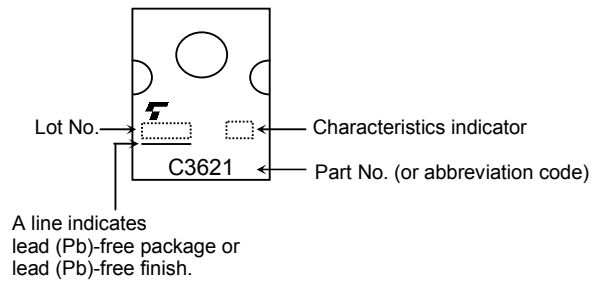 Lot No.
Characteristics indicator
C3621
Part No. (or abbreviation code)
A line indicates
lead (Pb)-free package or
lead (Pb)-free finish.